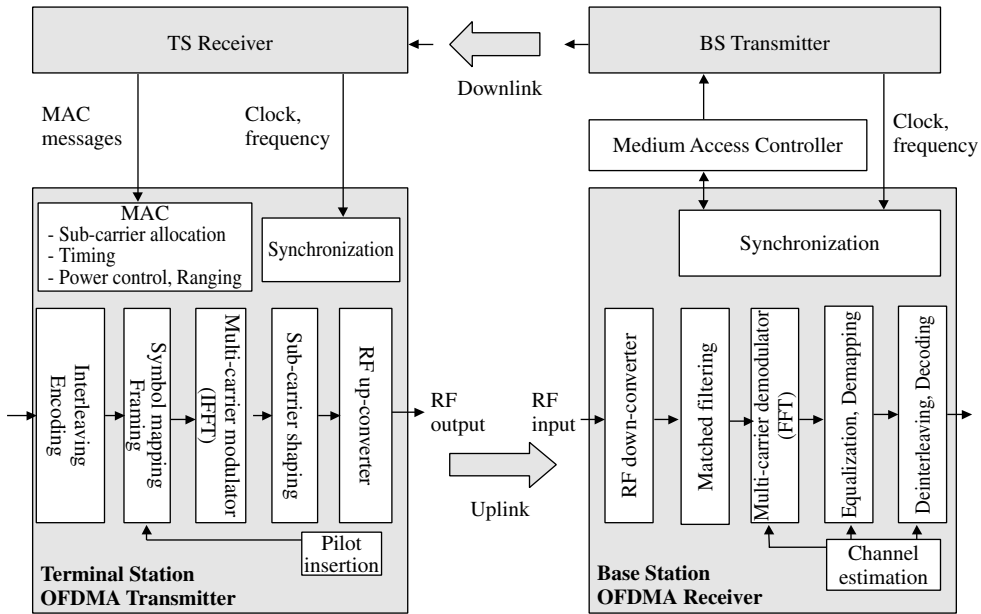 TS Receiver
BS Transmitter
Downlink
MAC
messages
Clock,
frequency
Medium Access Controller
Clock,
frequency
MAC
- Sub-carrier allocation
- Timing
- Power control, Ranging
Synchronization
Synchronization
Interleaving
Encoding
Symbol mapping
Framing
Multi-carrier modulator
(IFFT)
Sub-carrier shaping
RF up-converter
RF
output
Uplink
RF
input
RF down-converter
Matched filtering
Multi-carrier demodulator
(FFT)
Equalization, Demapping
Deinterleaving, Decoding
Pilot
insertion
Channel
estimation
Terminal Station
OFDMA Transmitter
Base Station
OFDMA Receiver